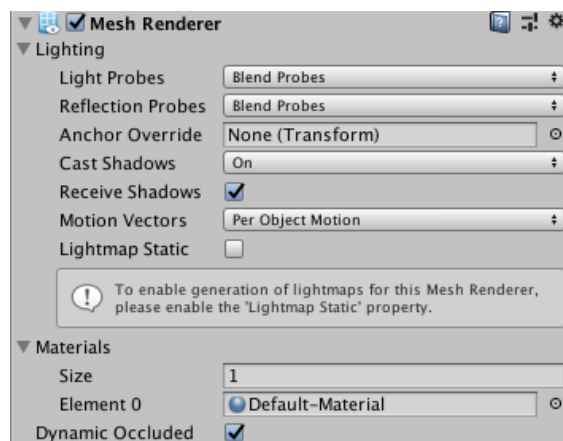 Mesh Renderer
Lighting
Light Probes Blend Probes
Reflection Probes Blend Probes
Anchor Override None (Transform)
Cast Shadows On
Receive Shadows
Motion Vectors Per Object Motion
Lightmap Static
To enable generation of lightmaps for this Mesh Renderer,
please enable the 'Lightmap Static' property.
Materials
Size 1
Element 0 Default-Material
Dynamic Occluded